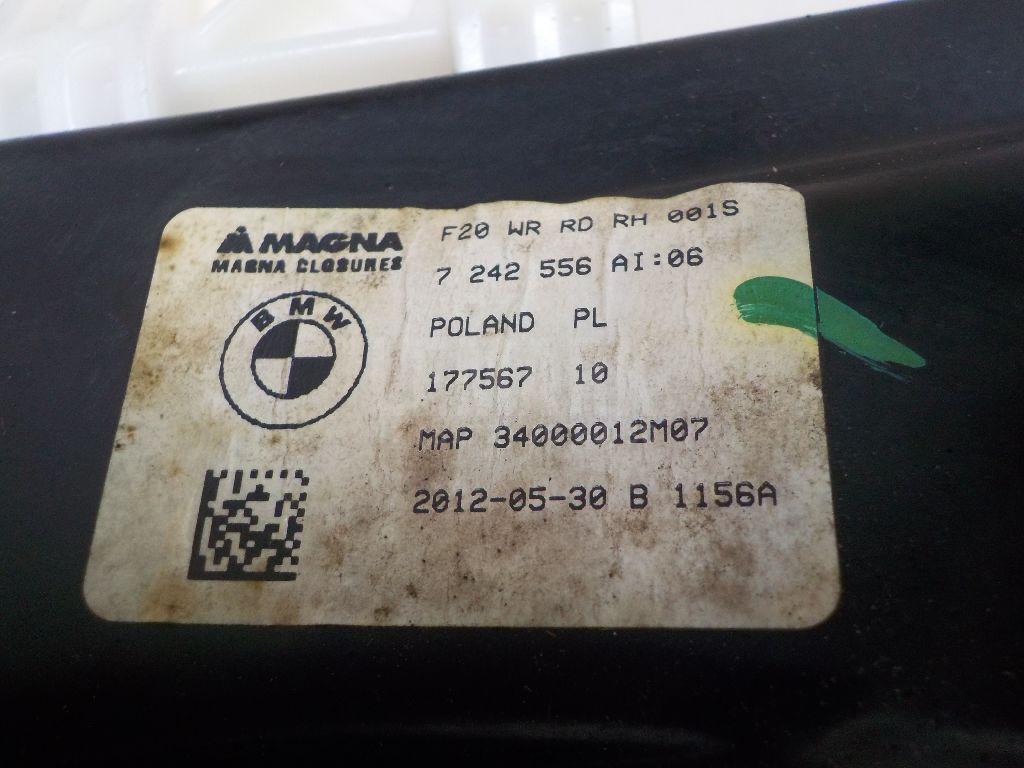 MAGNA
MAGNA CLOSURES
BMW
F20 WR RD RH 001S
7 242 556 AI:06
POLAND PL
177567 10
MAP 34000012M07
2012-05-30 B 1156A